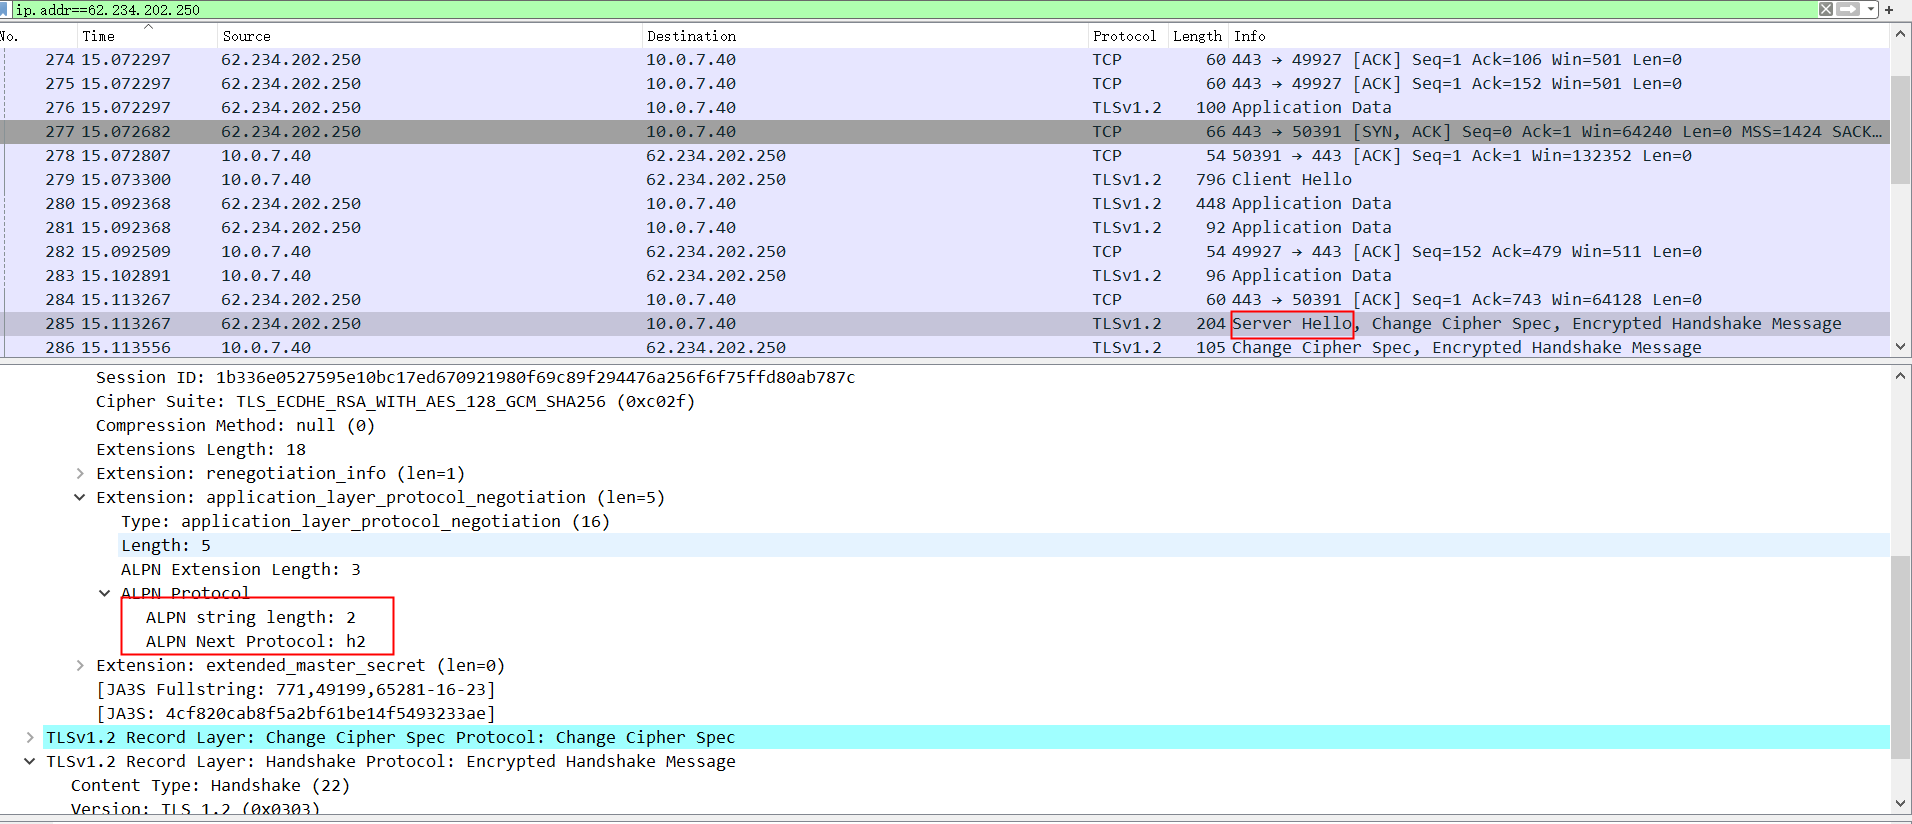 ip.addr==62.234.202.250
No. Time Source Destination Protocol Length Info
274 15.072297 62.234.202.250 10.0.7.40 TCP 60 443 → 49927 [ACK] Seq=1 Ack=106 Win=501 Len=0
275 15.072297 62.234.202.250 10.0.7.40 TCP 60 443 → 49927 [ACK] Seq=1 Ack=152 Win=501 Len=0
276 15.072297 62.234.202.250 10.0.7.40 TLSv1.2 100 Application Data
277 15.072682 62.234.202.250 10.0.7.40 TCP 66 443 → 50391 [SYN, ACK] Seq=0 Ack=1 Win=64240 Len=0 MSS=1424 SACK…
278 15.072807 10.0.7.40 62.234.202.250 TCP 54 50391 → 443 [ACK] Seq=1 Ack=1 Win=132352 Len=0
279 15.073300 10.0.7.40 62.234.202.250 TLSv1.2 796 Client Hello
280 15.092368 62.234.202.250 10.0.7.40 TLSv1.2 448 Application Data
281 15.092368 62.234.202.250 10.0.7.40 TLSv1.2 92 Application Data
282 15.092509 10.0.7.40 62.234.202.250 TCP 54 49927 → 443 [ACK] Seq=152 Ack=479 Win=511 Len=0
283 15.102891 10.0.7.40 62.234.202.250 TLSv1.2 96 Application Data
284 15.113267 62.234.202.250 10.0.7.40 TCP 60 443 → 50391 [ACK] Seq=1 Ack=743 Win=64128 Len=0
285 15.113267 62.234.202.250 10.0.7.40 TLSv1.2 204 Server Hello, Change Cipher Spec, Encrypted Handshake Message
286 15.113556 10.0.7.40 62.234.202.250 TLSv1.2 105 Change Cipher Spec, Encrypted Handshake Message
Session ID: 1b336e0527595e10bc17ed670921980f69c89f294476a256f6f75ffd80ab787c
Cipher Suite: TLS_ECDHE_RSA_WITH_AES_128_GCM_SHA256 (0xc02f)
Compression Method: null (0)
Extensions Length: 18
Extension: renegotiation_info (len=1)
Extension: application_layer_protocol_negotiation (len=5)
Type: application_layer_protocol_negotiation (16)
Length: 5
ALPN Extension Length: 3
ALPN Protocol
ALPN string length: 2
ALPN Next Protocol: h2
Extension: extended_master_secret (len=0)
[JA3S Fullstring: 771,49199,65281-16-23]
[JA3S: 4cf820cab8f5a2bf61be14f5493233ae]
TLSv1.2 Record Layer: Change Cipher Spec Protocol: Change Cipher Spec
TLSv1.2 Record Layer: Handshake Protocol: Encrypted Handshake Message
Content Type: Handshake (22)
Version: TLS 1.2 (0x0303)